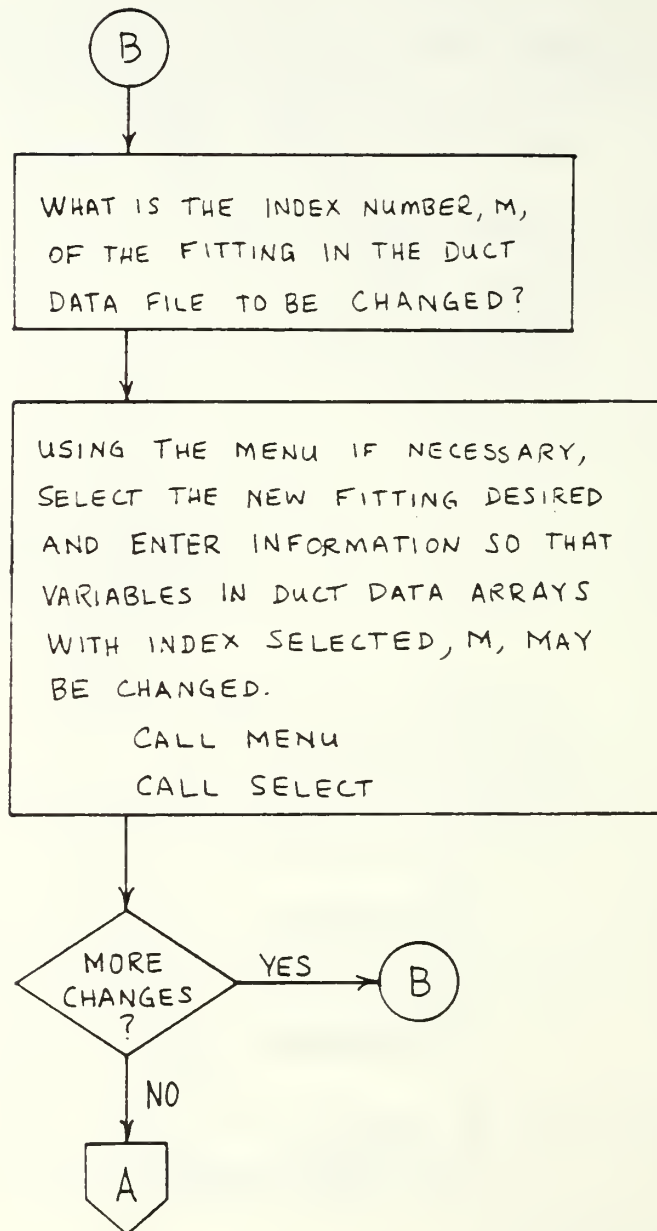 B
WHAT IS THE INDEX NUMBER, M,
OF THE FITTING IN THE DUCT
DATA FILE TO BE CHANGED?
USING THE MENU IF NECESSARY,
SELECT THE NEW FITTING DESIRED
AND ENTER INFORMATION SO THAT
VARIABLES IN DUCT DATA ARRAYS
WITH INDEX SELECTED, M, MAY
BE CHANGED.
CALL MENU
CALL SELECT
MORE
CHANGES
?
YES
B
NO
A